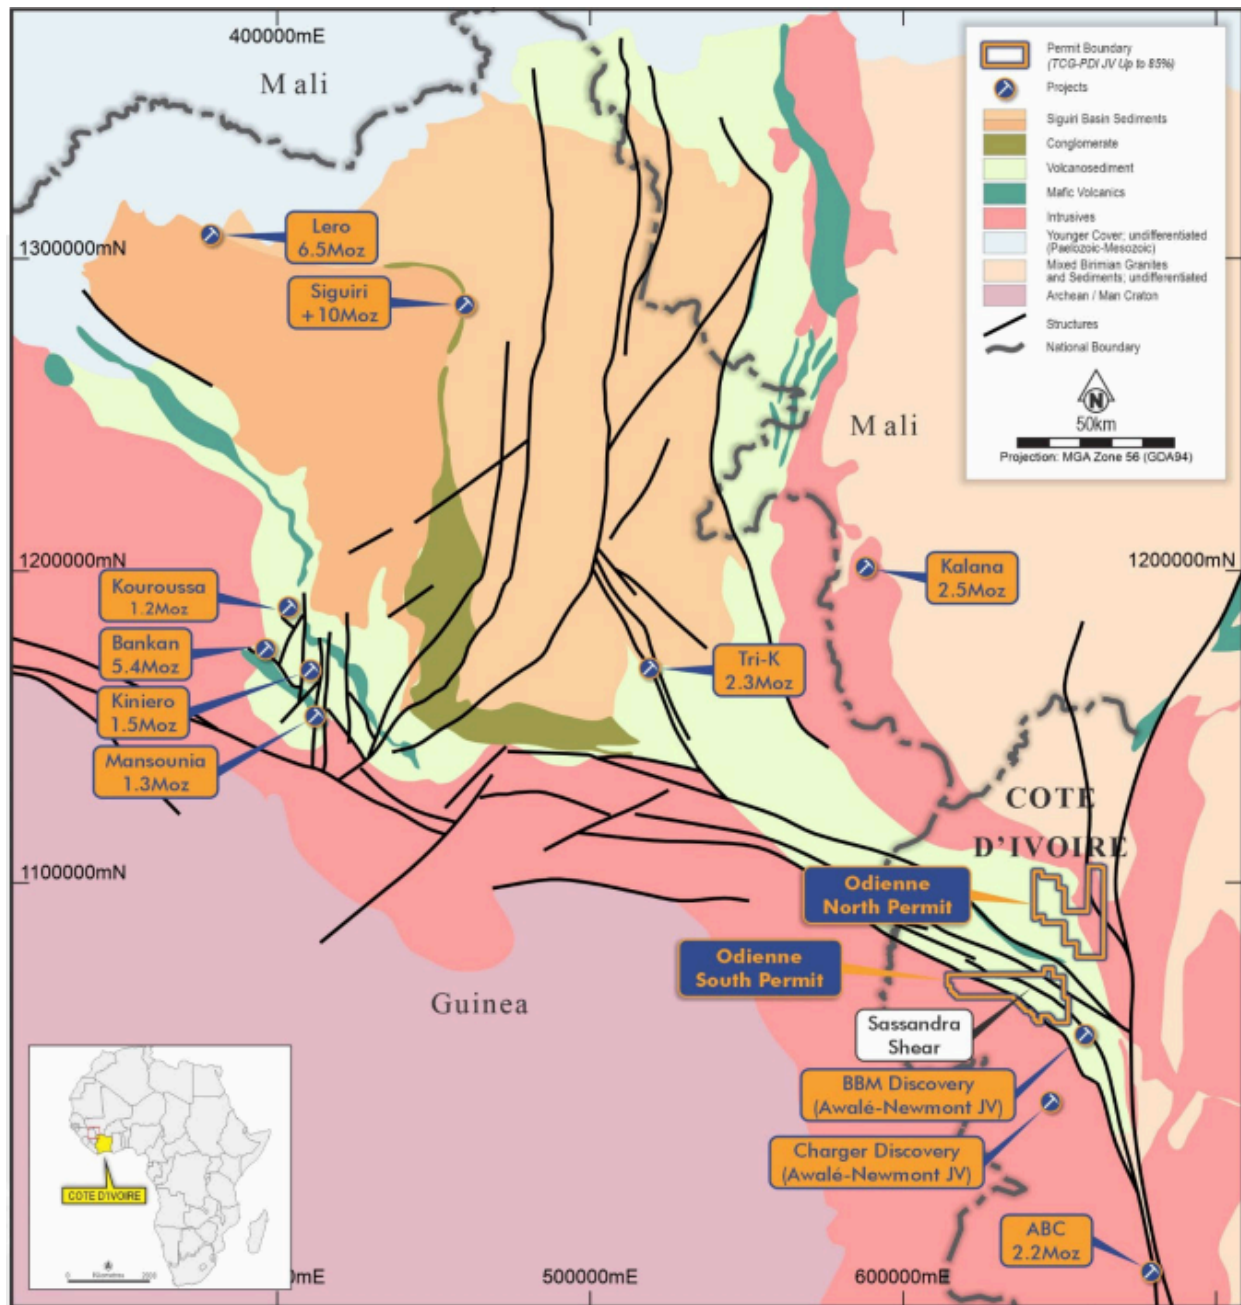 400000mE
Mali
Permit Boundary
(TCG-PDI JV Up to 85%)
Projects
Siguiri Basin Sediments
Conglomerate
Volcanosediment
Mafic Volcanics
Intrusives
Younger Cover; undifferentiated
(Paelozoic-Mesozoic)
Mixed Birimian Granites
and Sediments; undifferentiated
Archean / Man Craton
Structures
National Boundary
N
50km
Projection: MGA Zone 56 (GDA94)
Lero
6.5Moz
1300000mN
Siguiri
+10Moz
Mali
1200000mN
1200000mN
Kalana
2.5Moz
Kouroussa
1.2Moz
Bankan
5.4Moz
Tri-K
2.3Moz
Kiniero
1.5Moz
Mansounia
1.3Moz
COTE
D'IVOIRE
1100000mN
Odienne
North Permit
Odienne
South Permit
Guinea
Sassandra
Shear
BBM Discovery
(Awalé-Newmont JV)
Charger Discovery
(Awalé-Newmont JV)
COTE D'IVOIRE
ABC
2.2Moz
0 Kilometres 2000
0mE
500000mE
600000mE